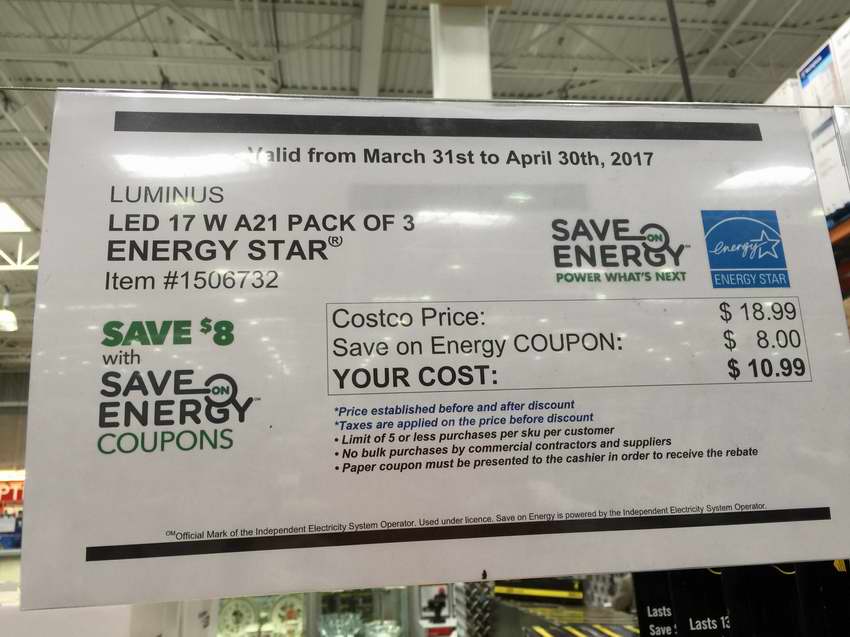 Valid from March 31st to April 30th, 2017
LUMINUS
LED 17 W A21 PACK OF 3
ENERGY STAR®
Item #1506732
SAVE ON
ENERGY™
POWER WHAT'S NEXT
energy
ENERGY STAR
SAVE $8
with
SAVE ON
ENERGY™
COUPONS
Costco Price: $ 18.99
Save on Energy COUPON: $ 8.00
YOUR COST: $ 10.99
*Price established before and after discount
*Taxes are applied on the price before discount
• Limit of 5 or less purchases per sku per customer
• No bulk purchases by commercial contractors and suppliers
• Paper coupon must be presented to the cashier in order to receive the rebate
OMOfficial Mark of the Independent Electricity System Operator. Used under licence. Save on Energy is powered by the Independent Electricity System Operator.
Lasts
Save
Lasts 13